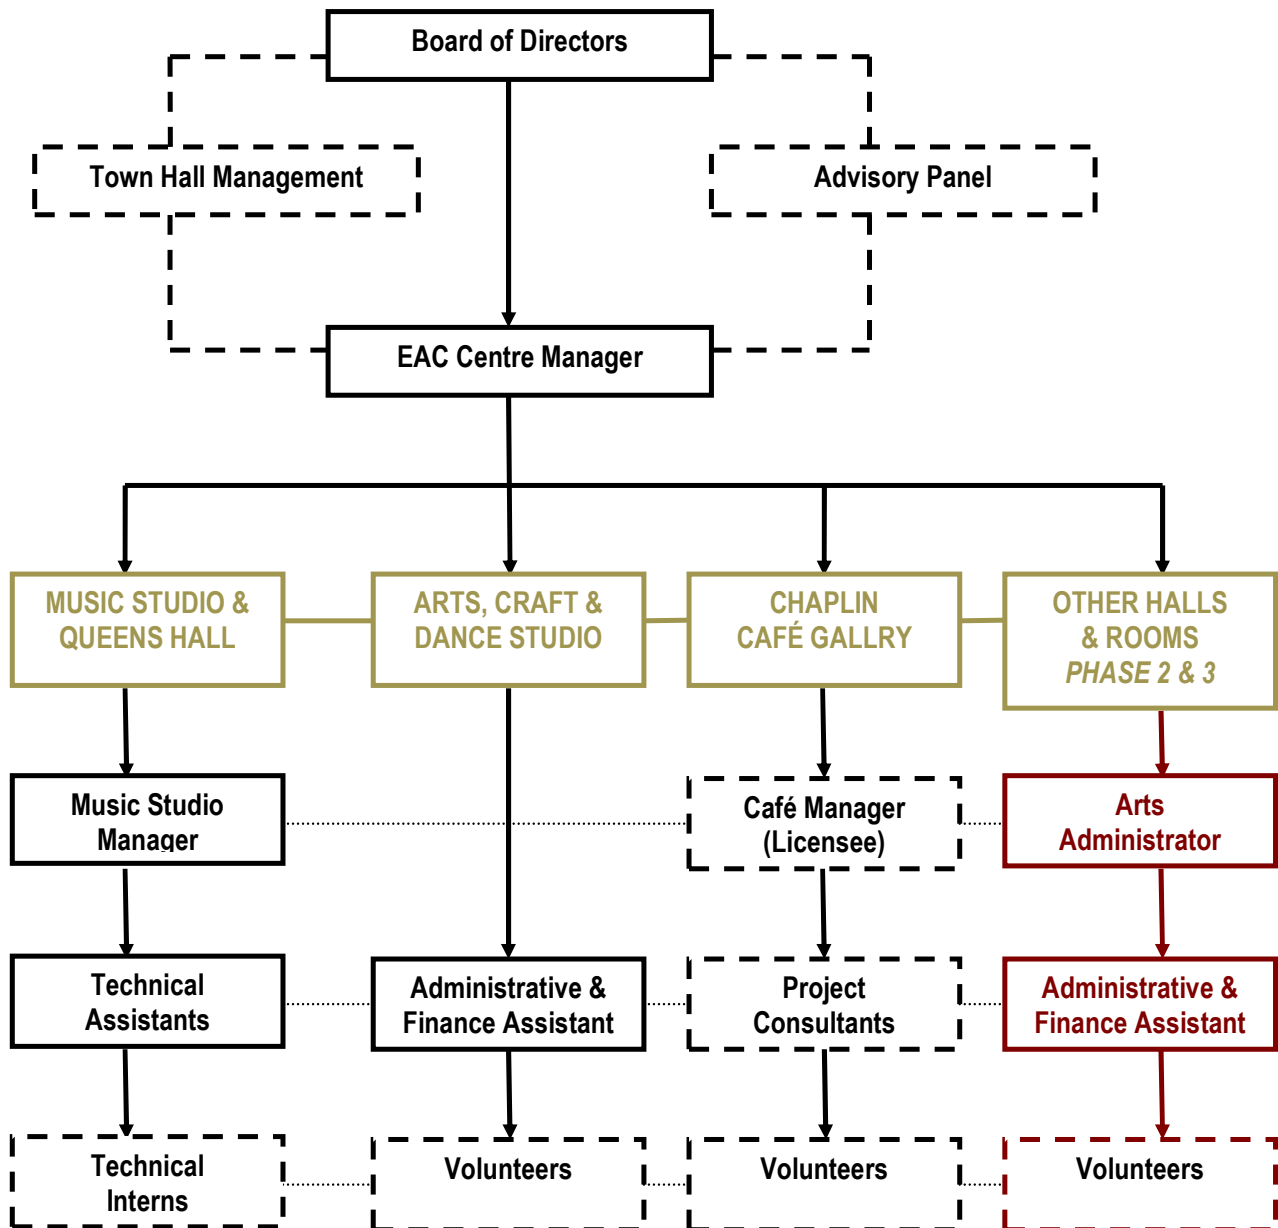 Board of Directors
Town Hall Management
Advisory Panel
EAC Centre Manager
MUSIC STUDIO &
QUEENS HALL
ARTS, CRAFT &
DANCE STUDIO
CHAPLIN
CAFÉ GALLRY
OTHER HALLS
& ROOMS
PHASE 2 & 3
Music Studio
Manager
Café Manager
(Licensee)
Arts
Administrator
Technical
Assistants
Administrative &
Finance Assistant
Project
Consultants
Administrative &
Finance Assistant
Technical
Interns
Volunteers
Volunteers
Volunteers